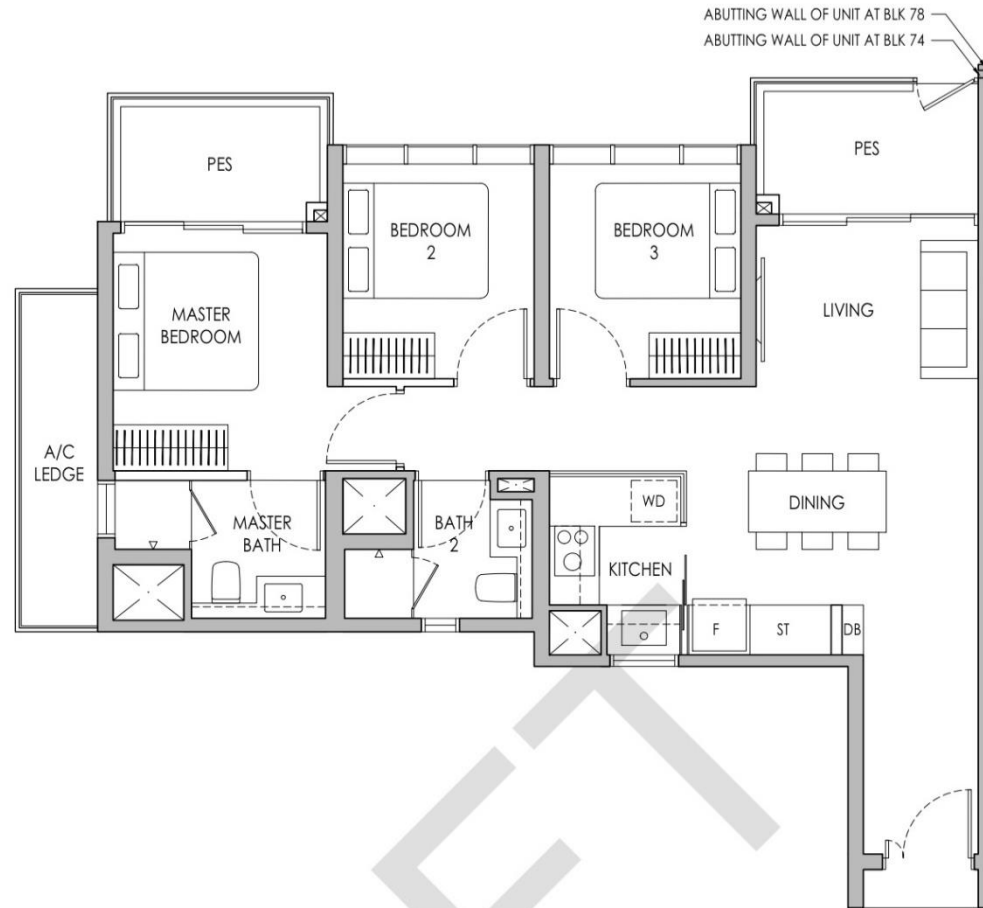 ABUTTING WALL OF UNIT AT BLK 78
ABUTTING WALL OF UNIT AT BLK 74
PES
PES
BEDROOM
2
BEDROOM
3
MASTER
BEDROOM
LIVING
A/C
LEDGE
WD
DINING
MASTER
BATH
BATH
2
KITCHEN
F
ST
DB